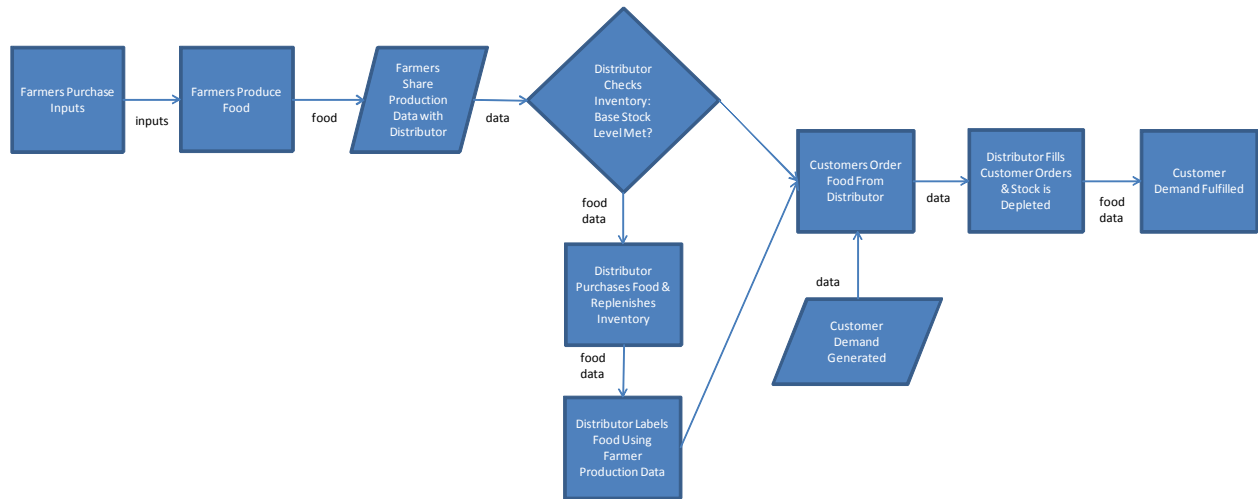 Farmers Purchase
Inputs
inputs
Farmers Produce
Food
food
Farmers
Share
Production
Data with
Distributor
data
Distributor
Checks
Inventory:
Base Stock
Level Met?
food
data
Distributor
Purchases Food &
Replenishes
Inventory
food
data
Distributor Labels
Food Using
Farmer
Production Data
Customers Order
Food From
Distributor
data
Customer
Demand
Generated
data
Distributor Fills
Customer Orders
& Stock is
Depleted
food
data
Customer
Demand Fulfilled